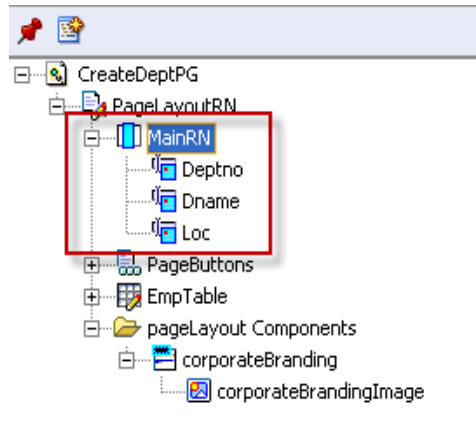 CreateDeptPG
PageLayoutRN
MainRN
Deptno
Dname
Loc
PageButtons
EmpTable
pageLayout Components
corporateBranding
corporateBrandingImage